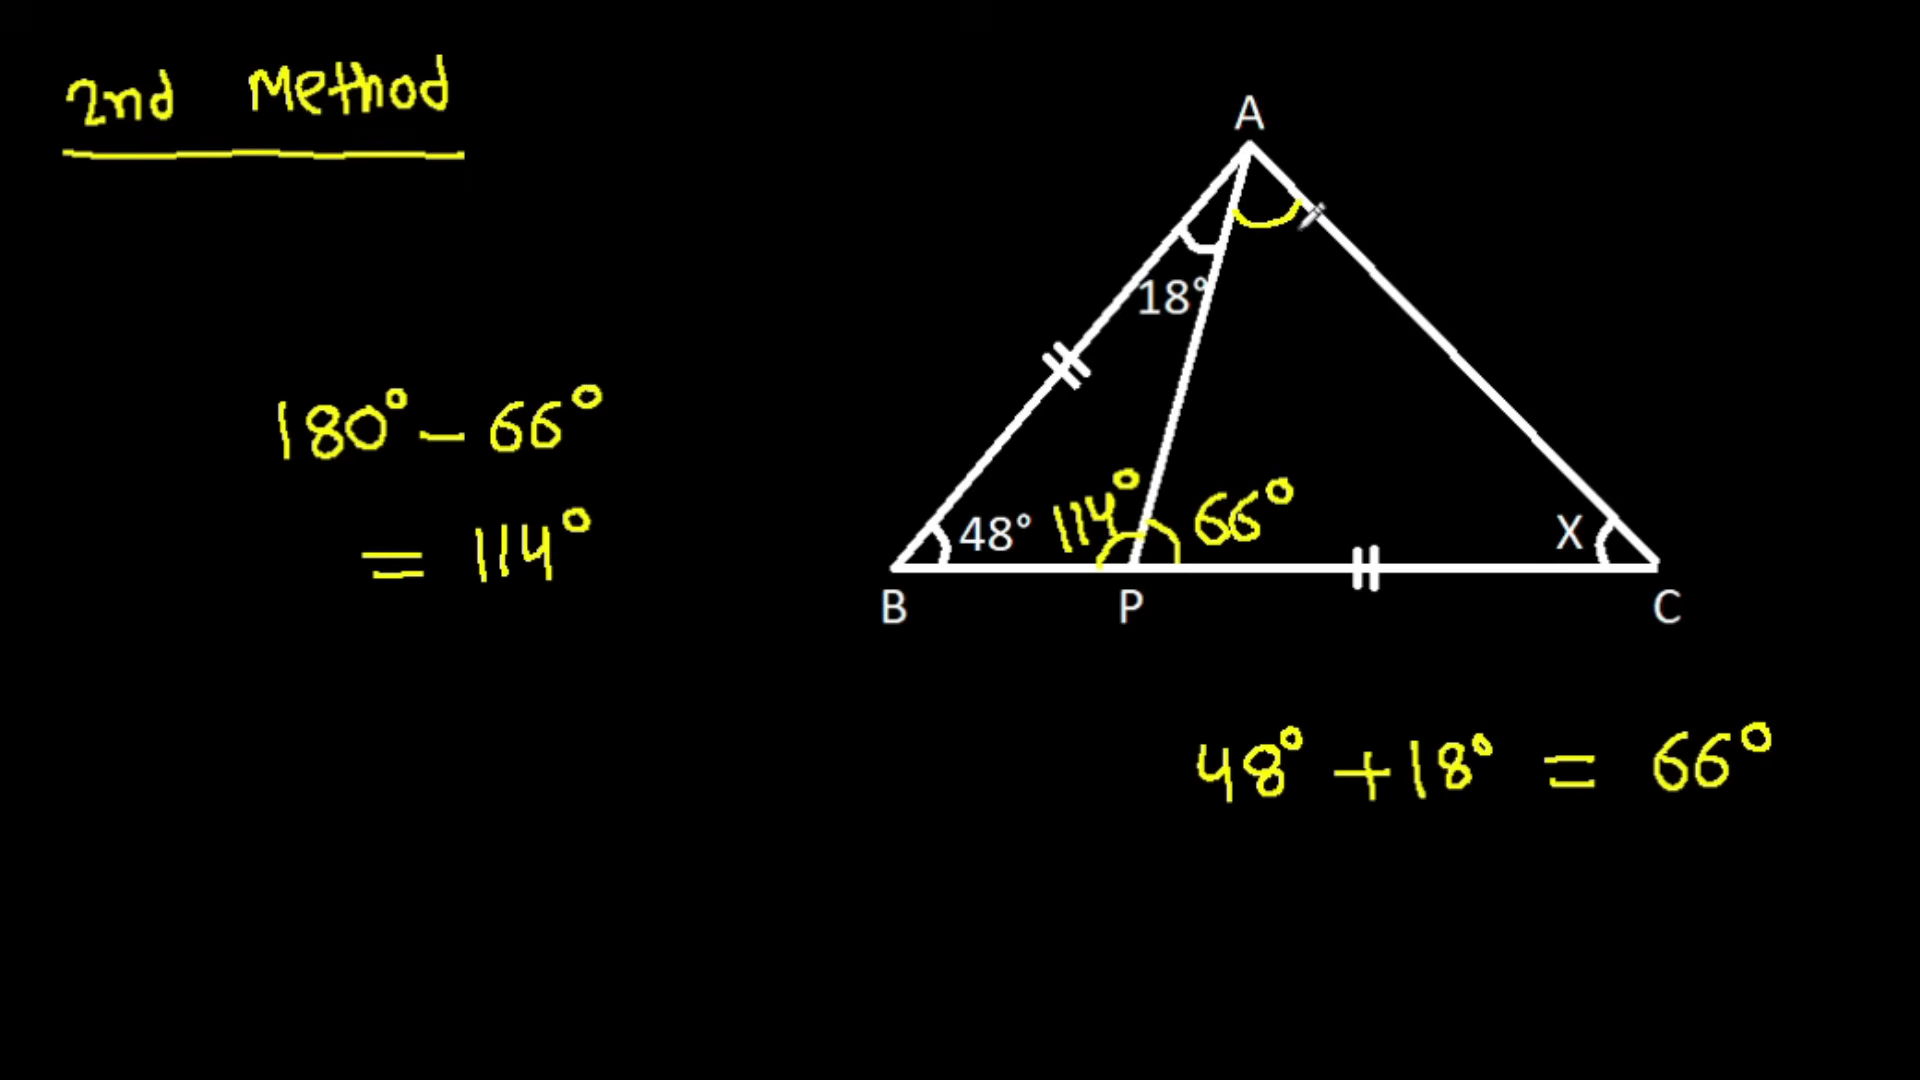 2nd Method
A
18°
180° - 66°
= 114°
48° 114° 66° X
B P C
48° + 18° = 66°